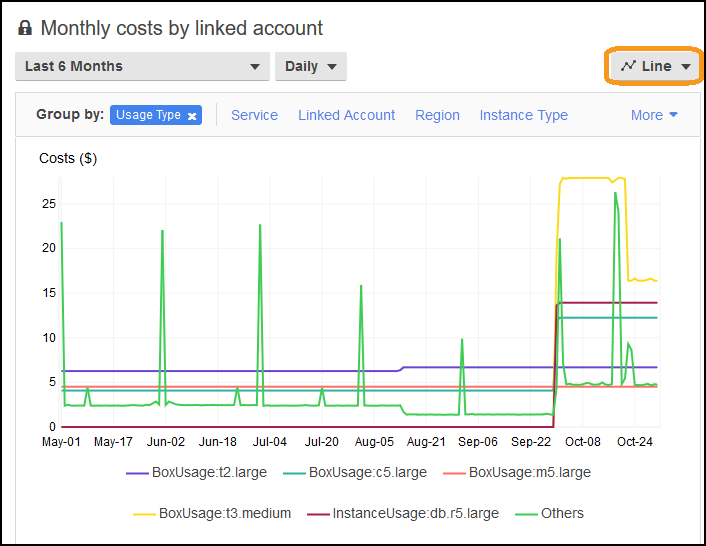 Monthly costs by linked account
Last 6 Months Daily Line
Group by: Usage Type × Service Linked Account Region Instance Type More
Costs ($)
25
20
15
10
5
0
May-01 May-17 Jun-02 Jun-18 Jul-04 Jul-20 Aug-05 Aug-21 Sep-06 Sep-22 Oct-08 Oct-24
BoxUsage:t2.large BoxUsage:c5.large BoxUsage:m5.large
BoxUsage:t3.medium InstanceUsage:db.r5.large Others